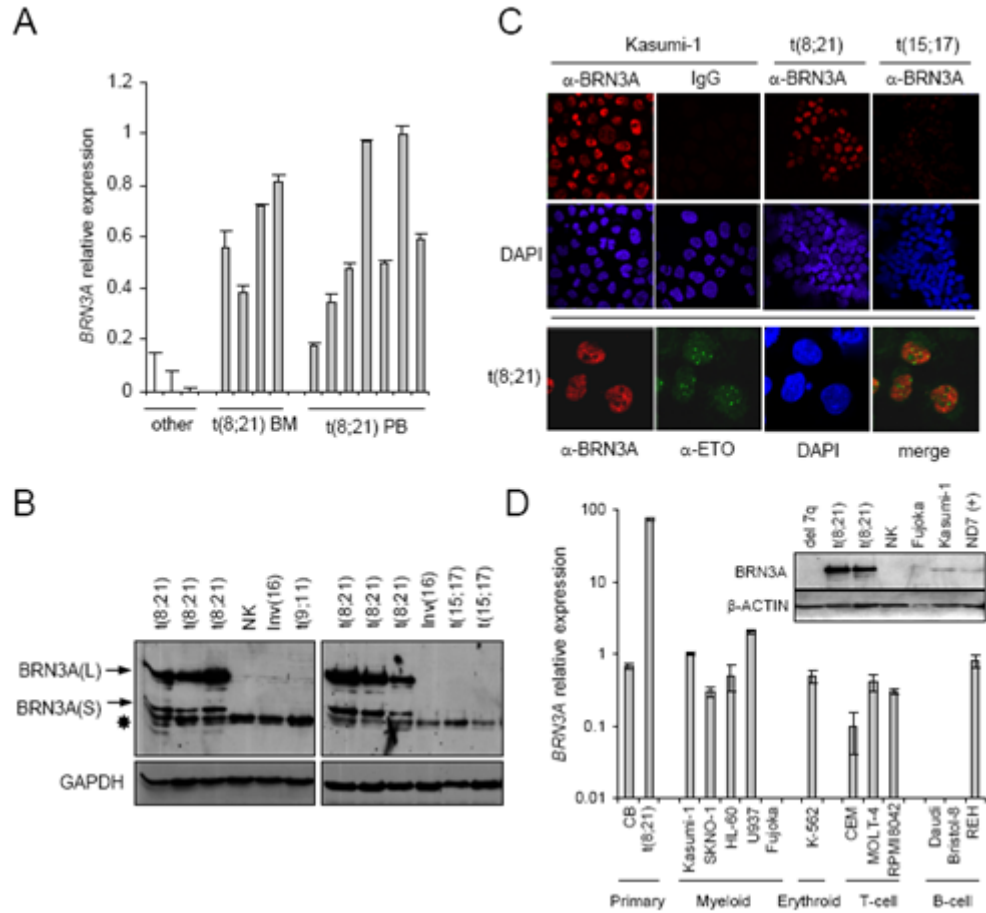 A
BRN3A relative expression
1.2
1
0.8
0.6
0.4
0.2
0
other
t(8;21) BM
t(8;21) PB
C
Kasumi-1
t(8;21)
t(15;17)
α-BRN3A
IgG
α-BRN3A
α-BRN3A
DAPI
t(8;21)
α-BRN3A
α-ETO
DAPI
merge
B
t(8;21)
t(8;21)
t(8;21)
NK
Inv(16)
t(9;11)
t(8;21)
t(8;21)
t(8;21)
Inv(16)
t(15;17)
t(15;17)
BRN3A(L)
BRN3A(S)
*
GAPDH
D
BRN3A relative expression
100
10
1
0.1
0.01
del 7q
t(8;21)
t(8;21)
NK
Fujoka
Kasumi-1
ND7 (+)
BRN3A
β-ACTIN
CB
t(8;21)
Kasumi-1
SKNO-1
HL-60
U937
Fujoka
K-562
CEM
MOLT-4
RPMI8042
Daudi
Bristol-8
REH
Primary
Myeloid
Erythroid
T-cell
B-cell